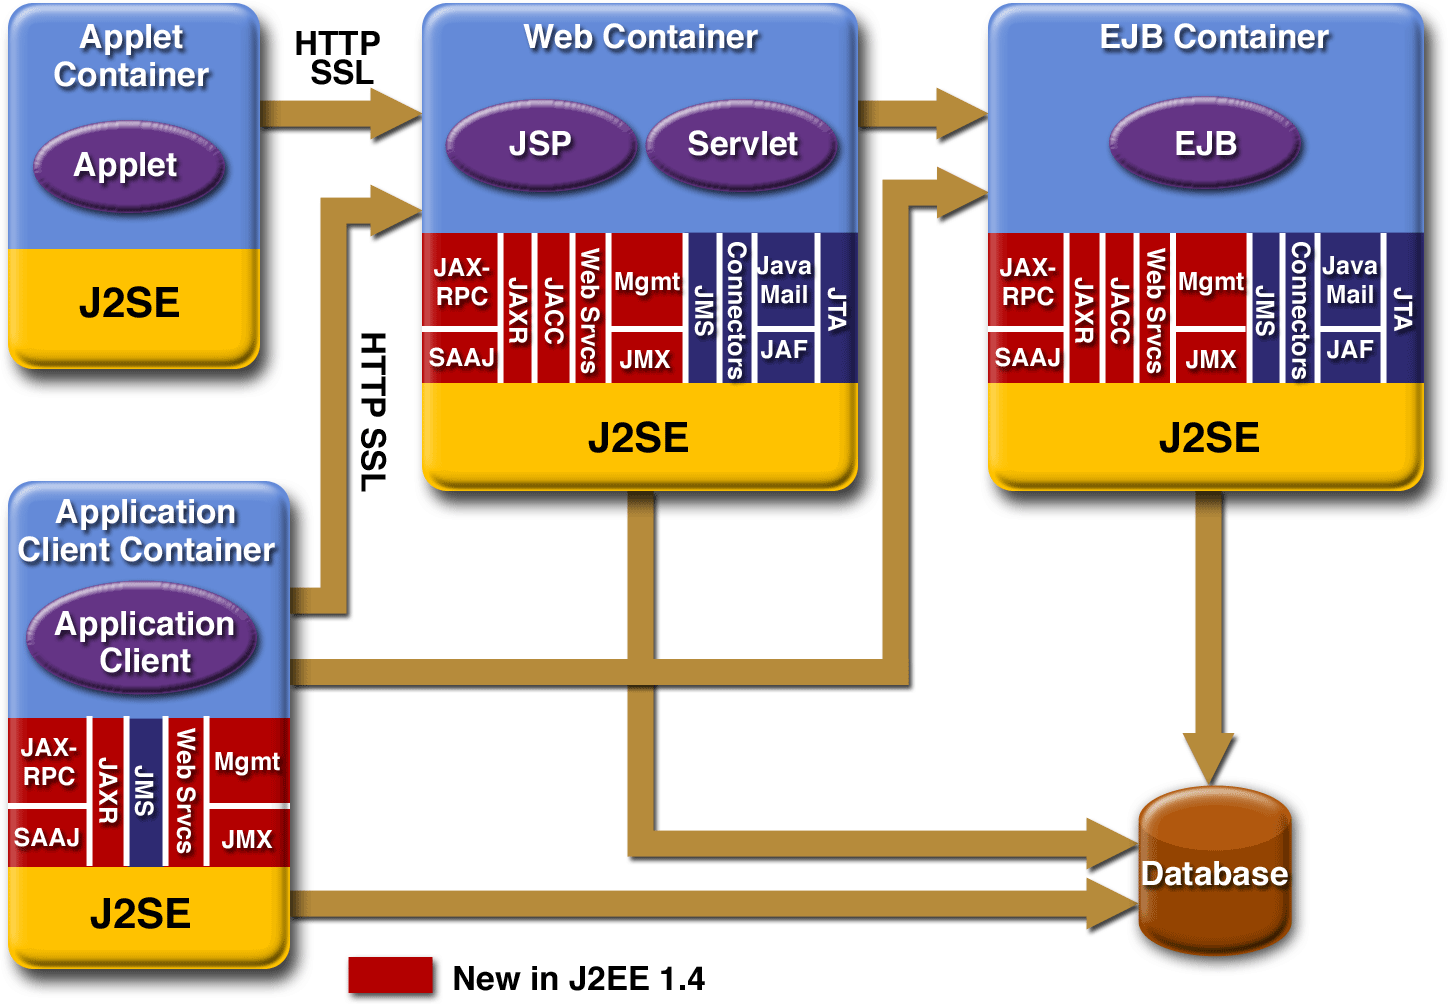 Applet
Container
Applet
J2SE
HTTP
SSL
Web Container
JSP
Servlet
JAX-
RPC
SAAJ
JAXR
JACC
Web Srvcs
Mgmt
JMX
JMS
Connectors
Java
Mail
JAF
JTA
J2SE
EJB Container
EJB
JAX-
RPC
SAAJ
JAXR
JACC
Web Srvcs
Mgmt
JMX
JMS
Connectors
Java
Mail
JAF
JTA
J2SE
HTTP SSL
Application
Client Container
Application
Client
JAX-
RPC
SAAJ
JAXR
JMS
Web Srvcs
Mgmt
JMX
J2SE
Database
New in J2EE 1.4